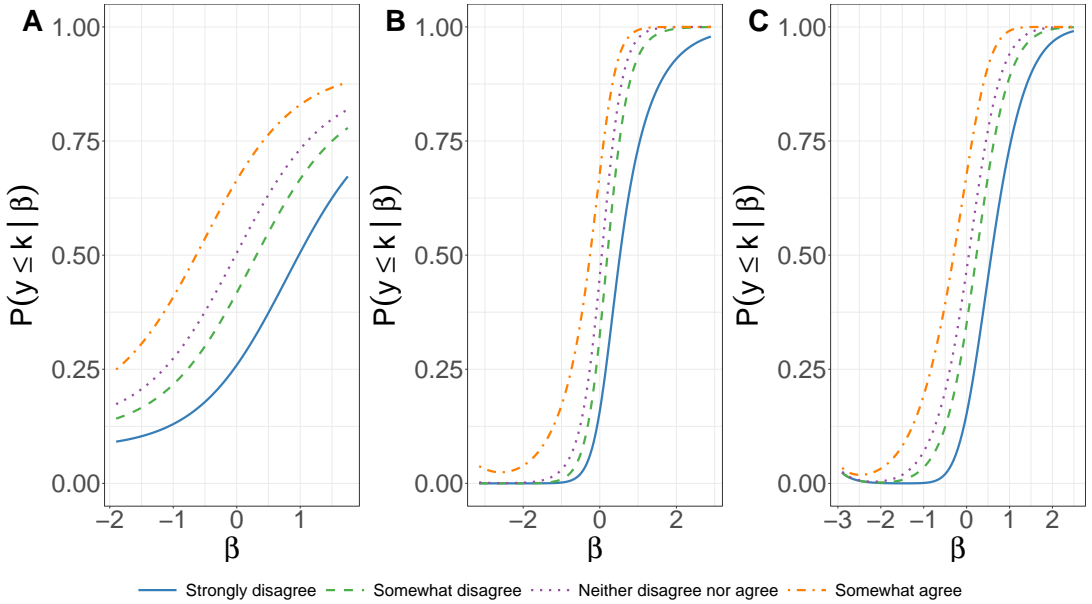 A
B
C
P(y ≤ k | β)
1.00
0.75
0.50
0.25
0.00
−2 −1 0 1
β
P(y ≤ k | β)
1.00
0.75
0.50
0.25
0.00
−2 0 2
β
P(y ≤ k | β)
1.00
0.75
0.50
0.25
0.00
−3 −2 −1 0 1 2
β
Strongly disagree Somewhat disagree Neither disagree nor agree Somewhat agree